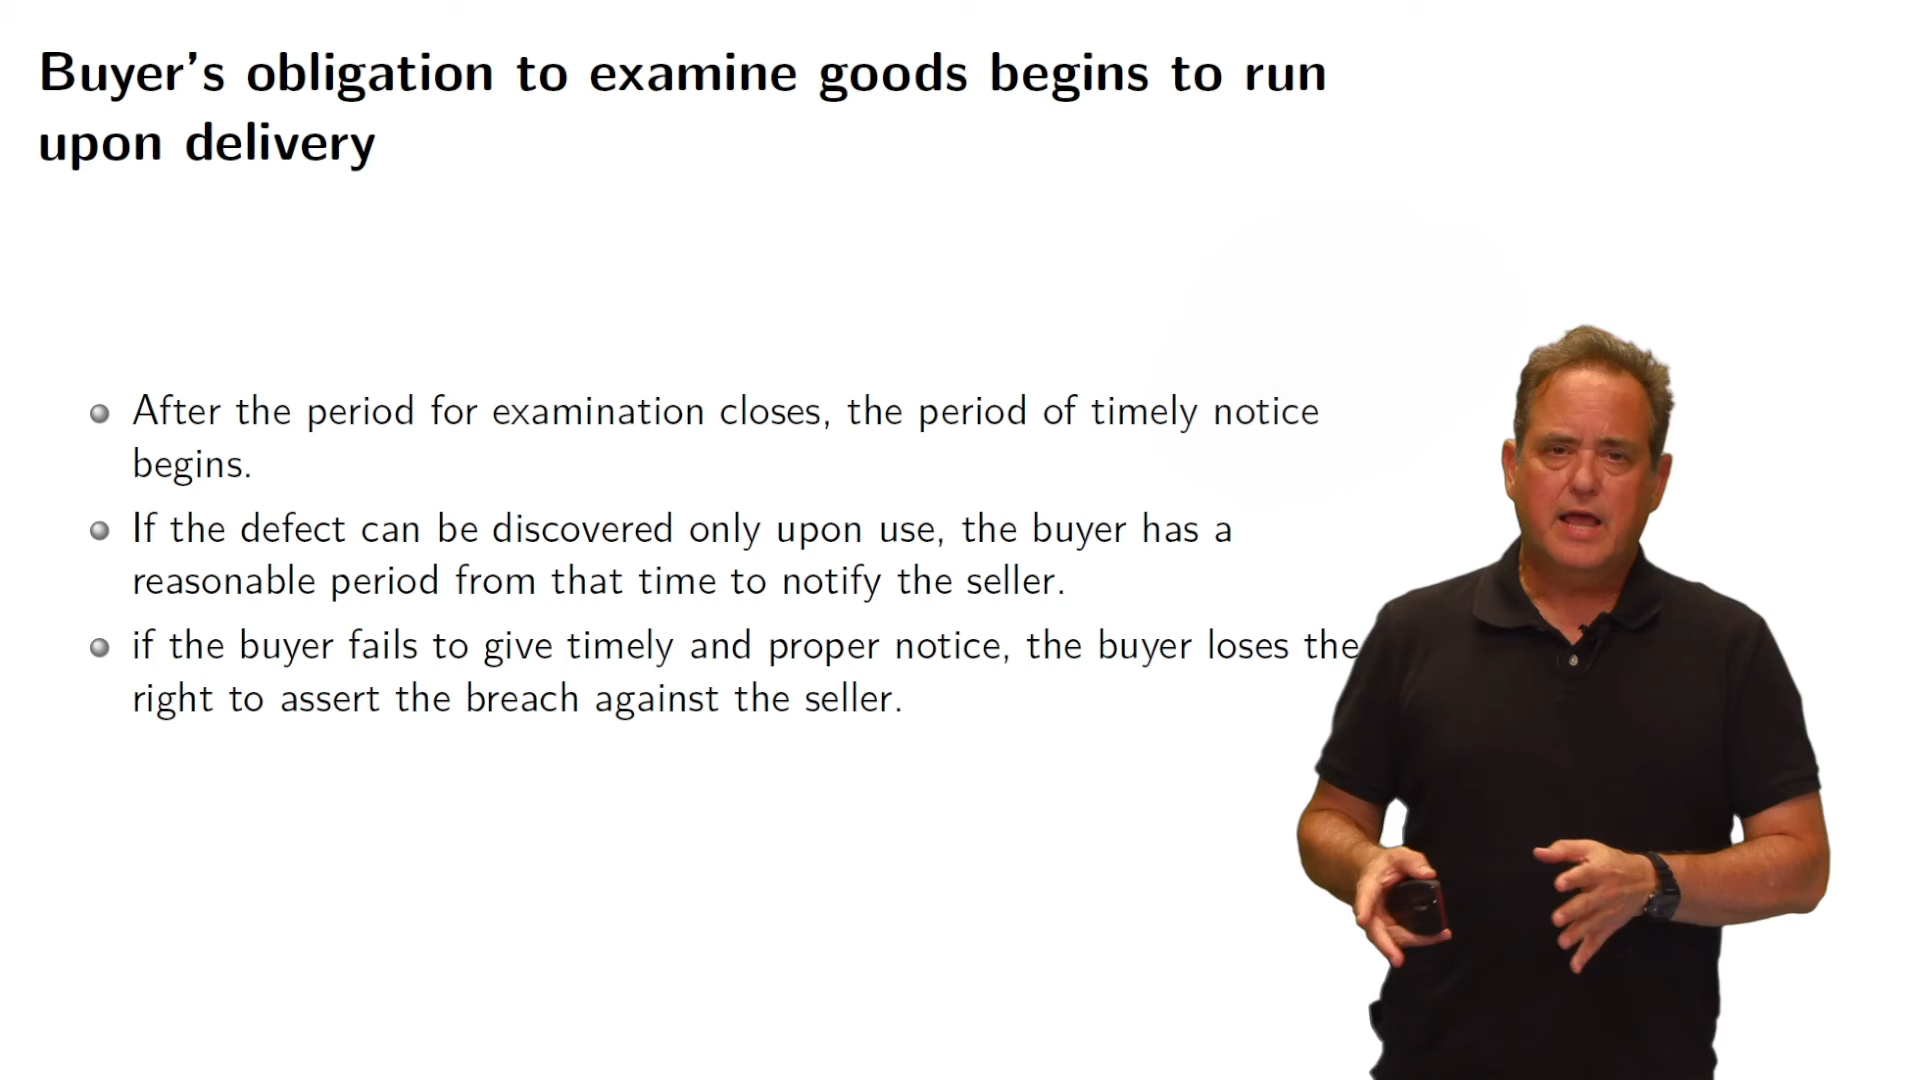 Buyer's obligation to examine goods begins to run
upon delivery
After the period for examination closes, the period of timely notice
begins.
If the defect can be discovered only upon use, the buyer has a
reasonable period from that time to notify the seller.
if the buyer fails to give timely and proper notice, the buyer loses the
right to assert the breach against the seller.